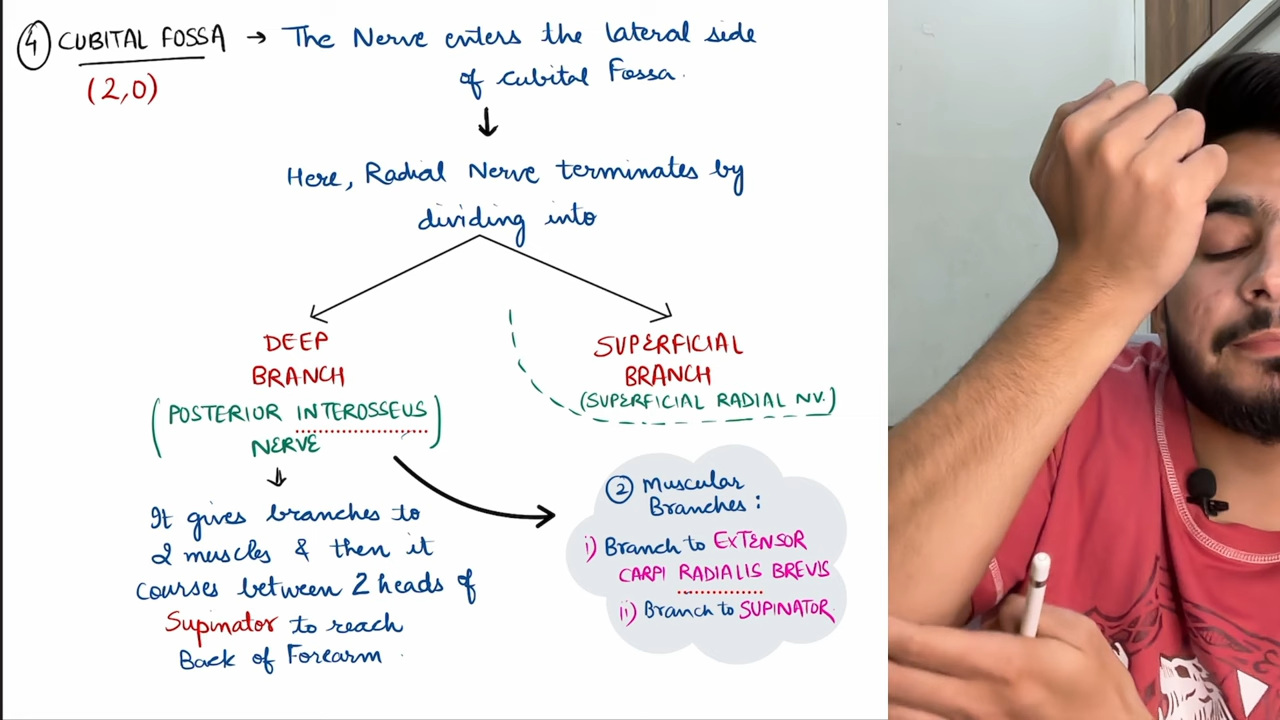 4 CUBITAL FOSSA → The Nerve enters the lateral side
of cubital Fossa.
(2,0)
Here, Radial Nerve terminates by
dividing into
DEEP
BRANCH
(POSTERIOR INTEROSSEUS
NERVE)
SUPERFICIAL
BRANCH
(SUPERFICIAL RADIAL NV.)
It gives branches to
2 muscles & then it
courses between 2 heads of
Supinator to reach
Back of Forearm.
2 Muscular
Branches:
i) Branch to EXTENSOR
CARPI RADIALIS BREVIS
ii) Branch to SUPINATOR